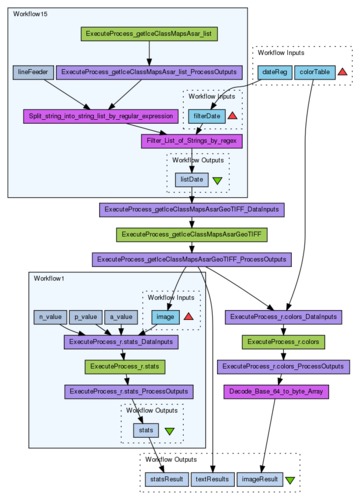 Workflow15
ExecuteProcess_getIceClassMapsAsar_list
Workflow Inputs
lineFeeder
ExecuteProcess_getIceClassMapsAsar_list_ProcessOutputs
dateReg
colorTable
Workflow Inputs
Split_string_into_string_list_by_regular_expression
filterDate
Filter_List_of_Strings_by_regex
Workflow Outputs
listDate
ExecuteProcess_getIceClassMapsAsarGeoTIFF_DataInputs
ExecuteProcess_getIceClassMapsAsarGeoTIFF
ExecuteProcess_getIceClassMapsAsarGeoTIFF_ProcessOutputs
Workflow1
Workflow Inputs
n_value
p_value
a_value
image
ExecuteProcess_r.colors_DataInputs
ExecuteProcess_r.stats_DataInputs
ExecuteProcess_r.colors
ExecuteProcess_r.stats
ExecuteProcess_r.colors_ProcessOutputs
ExecuteProcess_r.stats_ProcessOutputs
Decode_Base_64_to_byte_Array
Workflow Outputs
stats
Workflow Outputs
statsResult
textResults
imageResult